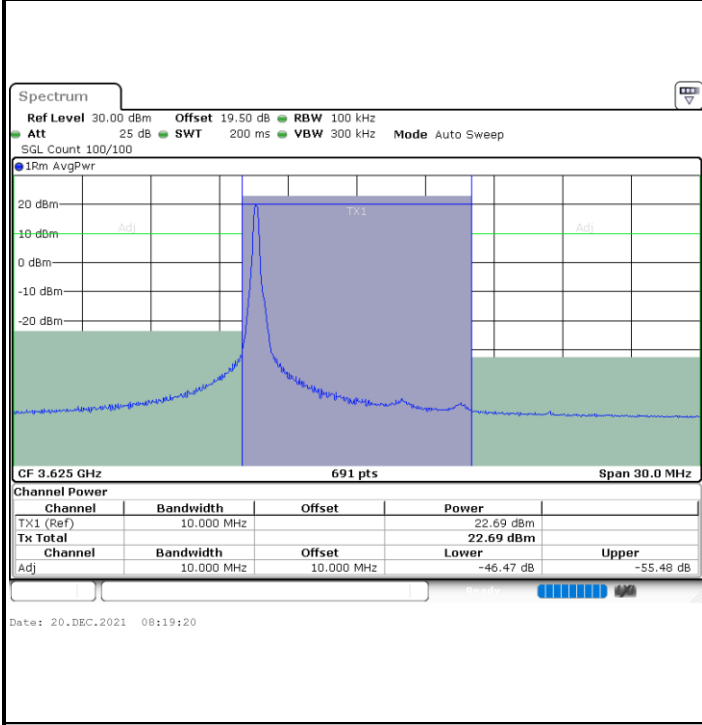 Spectrum
Ref Level 30.00 dBm Offset 19.50 dB RBW 100 kHz
Att 25 dB SWT 200 ms VBW 300 kHz Mode Auto Sweep
SGL Count 100/100
1Rm AvgPwr
20 dBm
TX1
Adj
Adj
10 dBm
0 dBm
-10 dBm
-20 dBm
CF 3.625 GHz 691 pts Span 30.0 MHz
Channel Power
Channel Bandwidth Offset Power
TX1 (Ref) 10.000 MHz 22.69 dBm
Tx Total 22.69 dBm
Channel Bandwidth Offset Lower Upper
Adj 10.000 MHz 10.000 MHz -46.47 dB -55.48 dB
Ready
Date: 20.DEC.2021 08:19:20